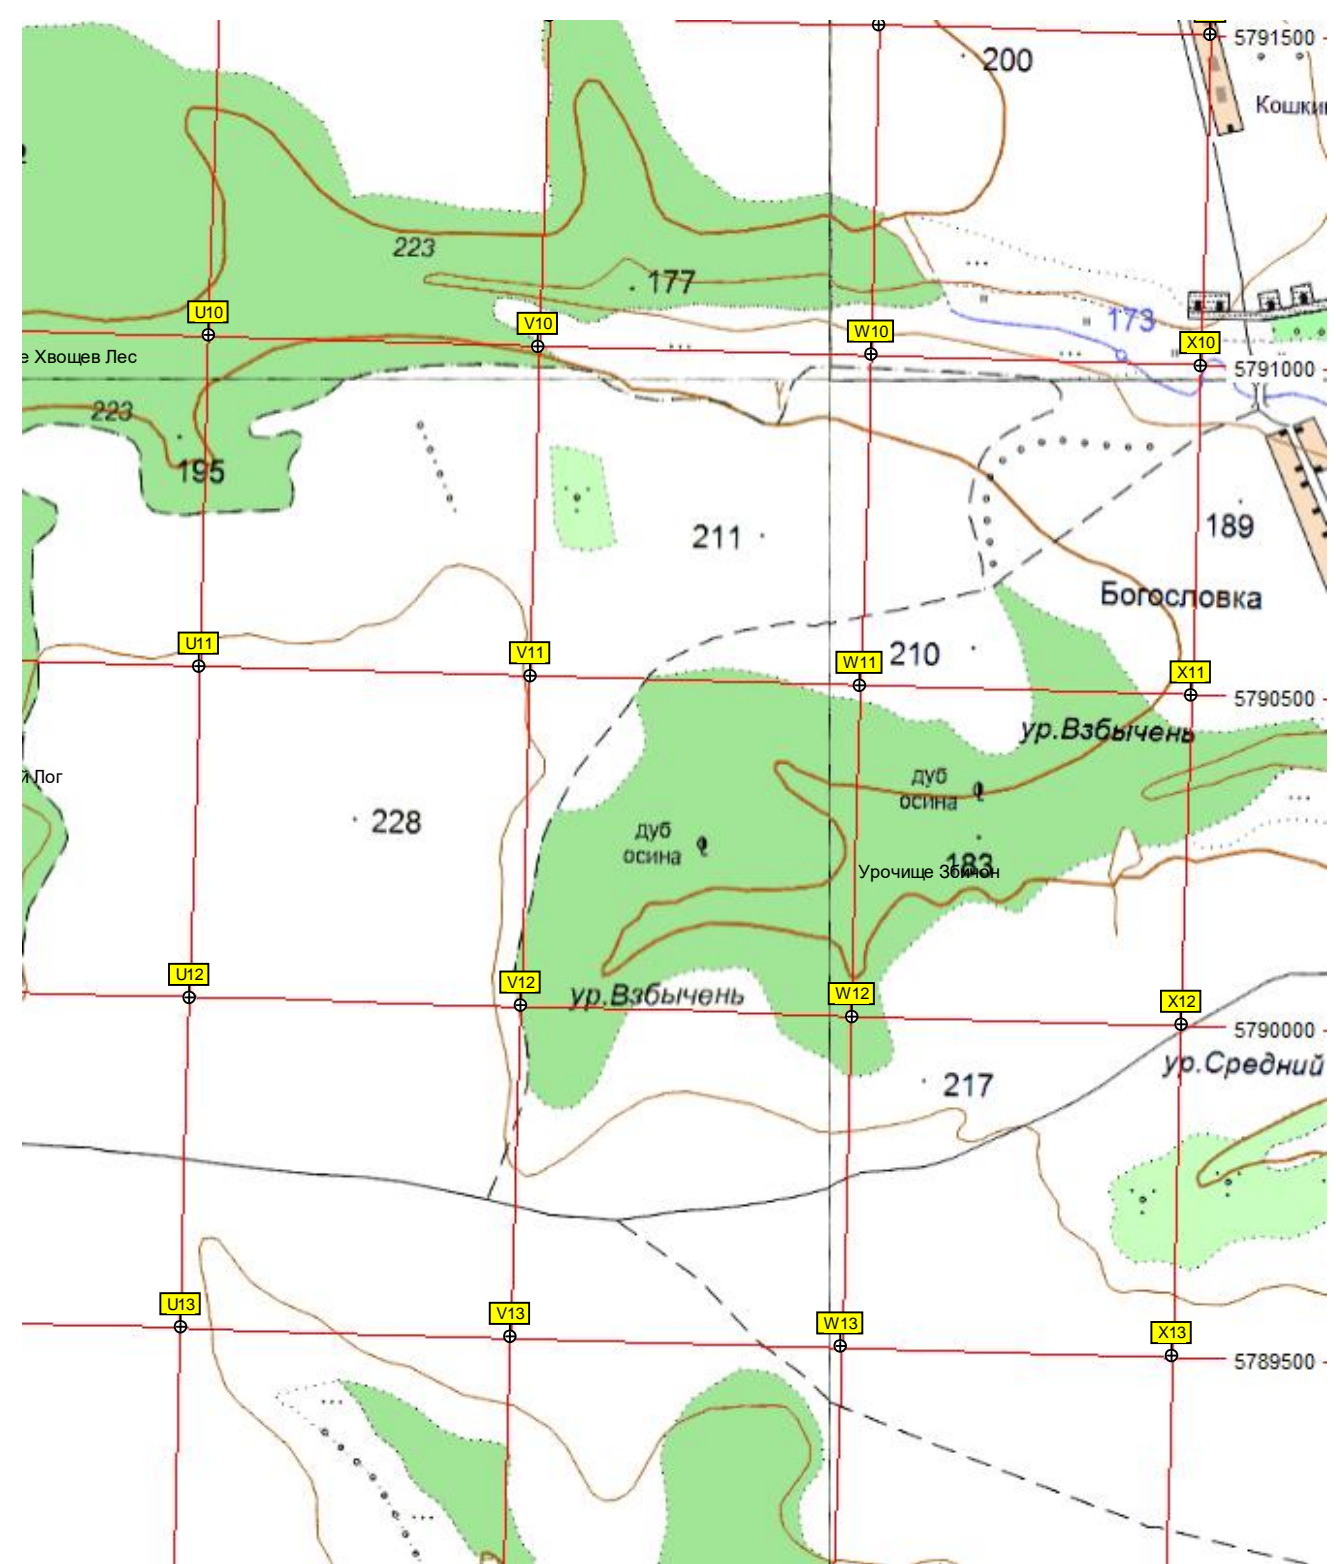 5791500
200
223
177
U10
V10
W10
173
X10
е Хвощев Лес
5791000
223
195
211
189
Богословка
U11
V11
210
W11
X11
5790500
ур.Взбычень
й Лог
дуб
осина
228
дуб
осина
183
Урочище Збичон
U12
V12
ур.Взбычень
W12
X12
5790000
ур.Средний
217
U13
V13
W13
X13
5789500